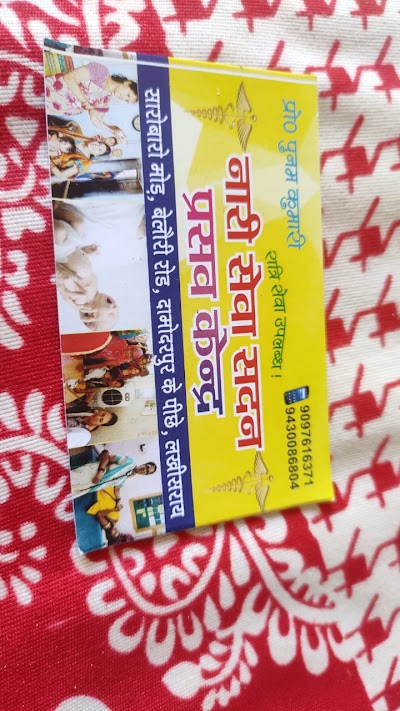 प्रो० पुनम कुमारी
9097616371
9430086804
रात्रि सेवा उपलब्ध !
नारी सेवा सदन
प्रसव केन्द्र
सारोबारो मोड़, बेलौरी रोड, दामोदरपुर के पीछे, लखीसराय